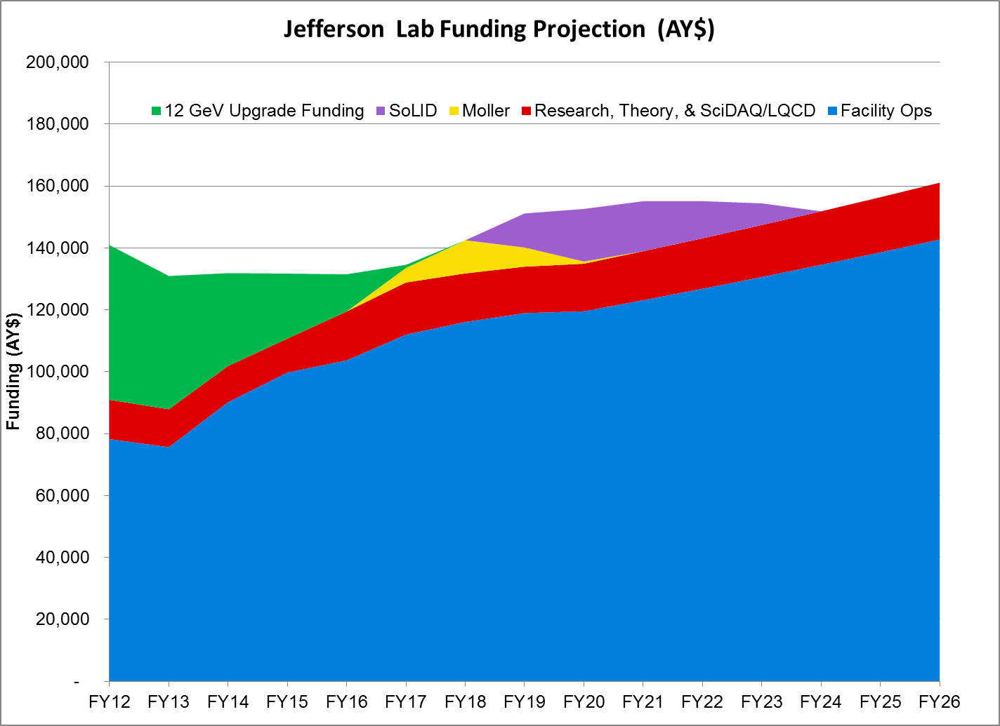 Jefferson  Lab Funding Projection  (AY$)
200,000
12 GeV Upgrade Funding SoLID Moller Research, Theory, & SciDAQ/LQCD Facility Ops
180,000
160,000
140,000
120,000
Funding (AY$)
100,000
80,000
60,000
40,000
20,000
-
FY12 FY13 FY14 FY15 FY16 FY17 FY18 FY19 FY20 FY21 FY22 FY23 FY24 FY25 FY26